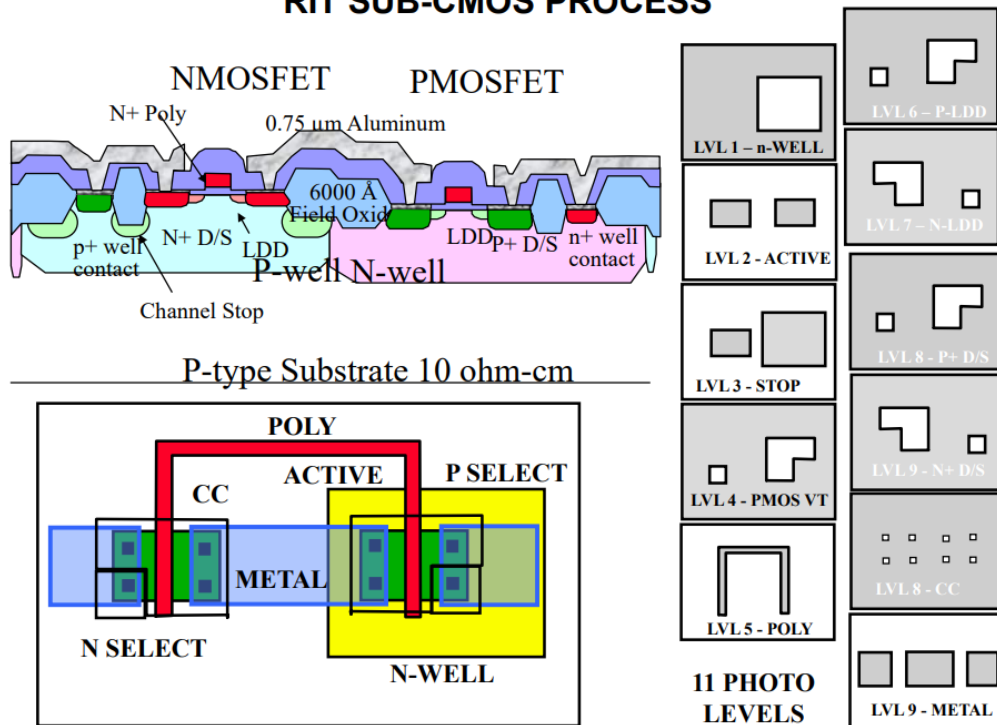 RIT SUB-CMOS PROCESS
NMOSFET
PMOSFET
N+ Poly
0.75 µm Aluminum
6000 Å
Field Oxid
p+ well
contact
N+ D/S
LDD
LDD
P+ D/S
n+ well
contact
P-well
N-well
Channel Stop
P-type Substrate 10 ohm-cm
POLY
ACTIVE
P SELECT
CC
METAL
N SELECT
N-WELL
LVL 1 – n-WELL
LVL 2 - ACTIVE
LVL 3 - STOP
LVL 4 - PMOS VT
LVL 5 - POLY
11 PHOTO
LEVELS
LVL 6 – P-LDD
LVL 7 – N-LDD
LVL 8 - P+ D/S
LVL 9 - N+ D/S
LVL 8 - CC
LVL 9 - METAL